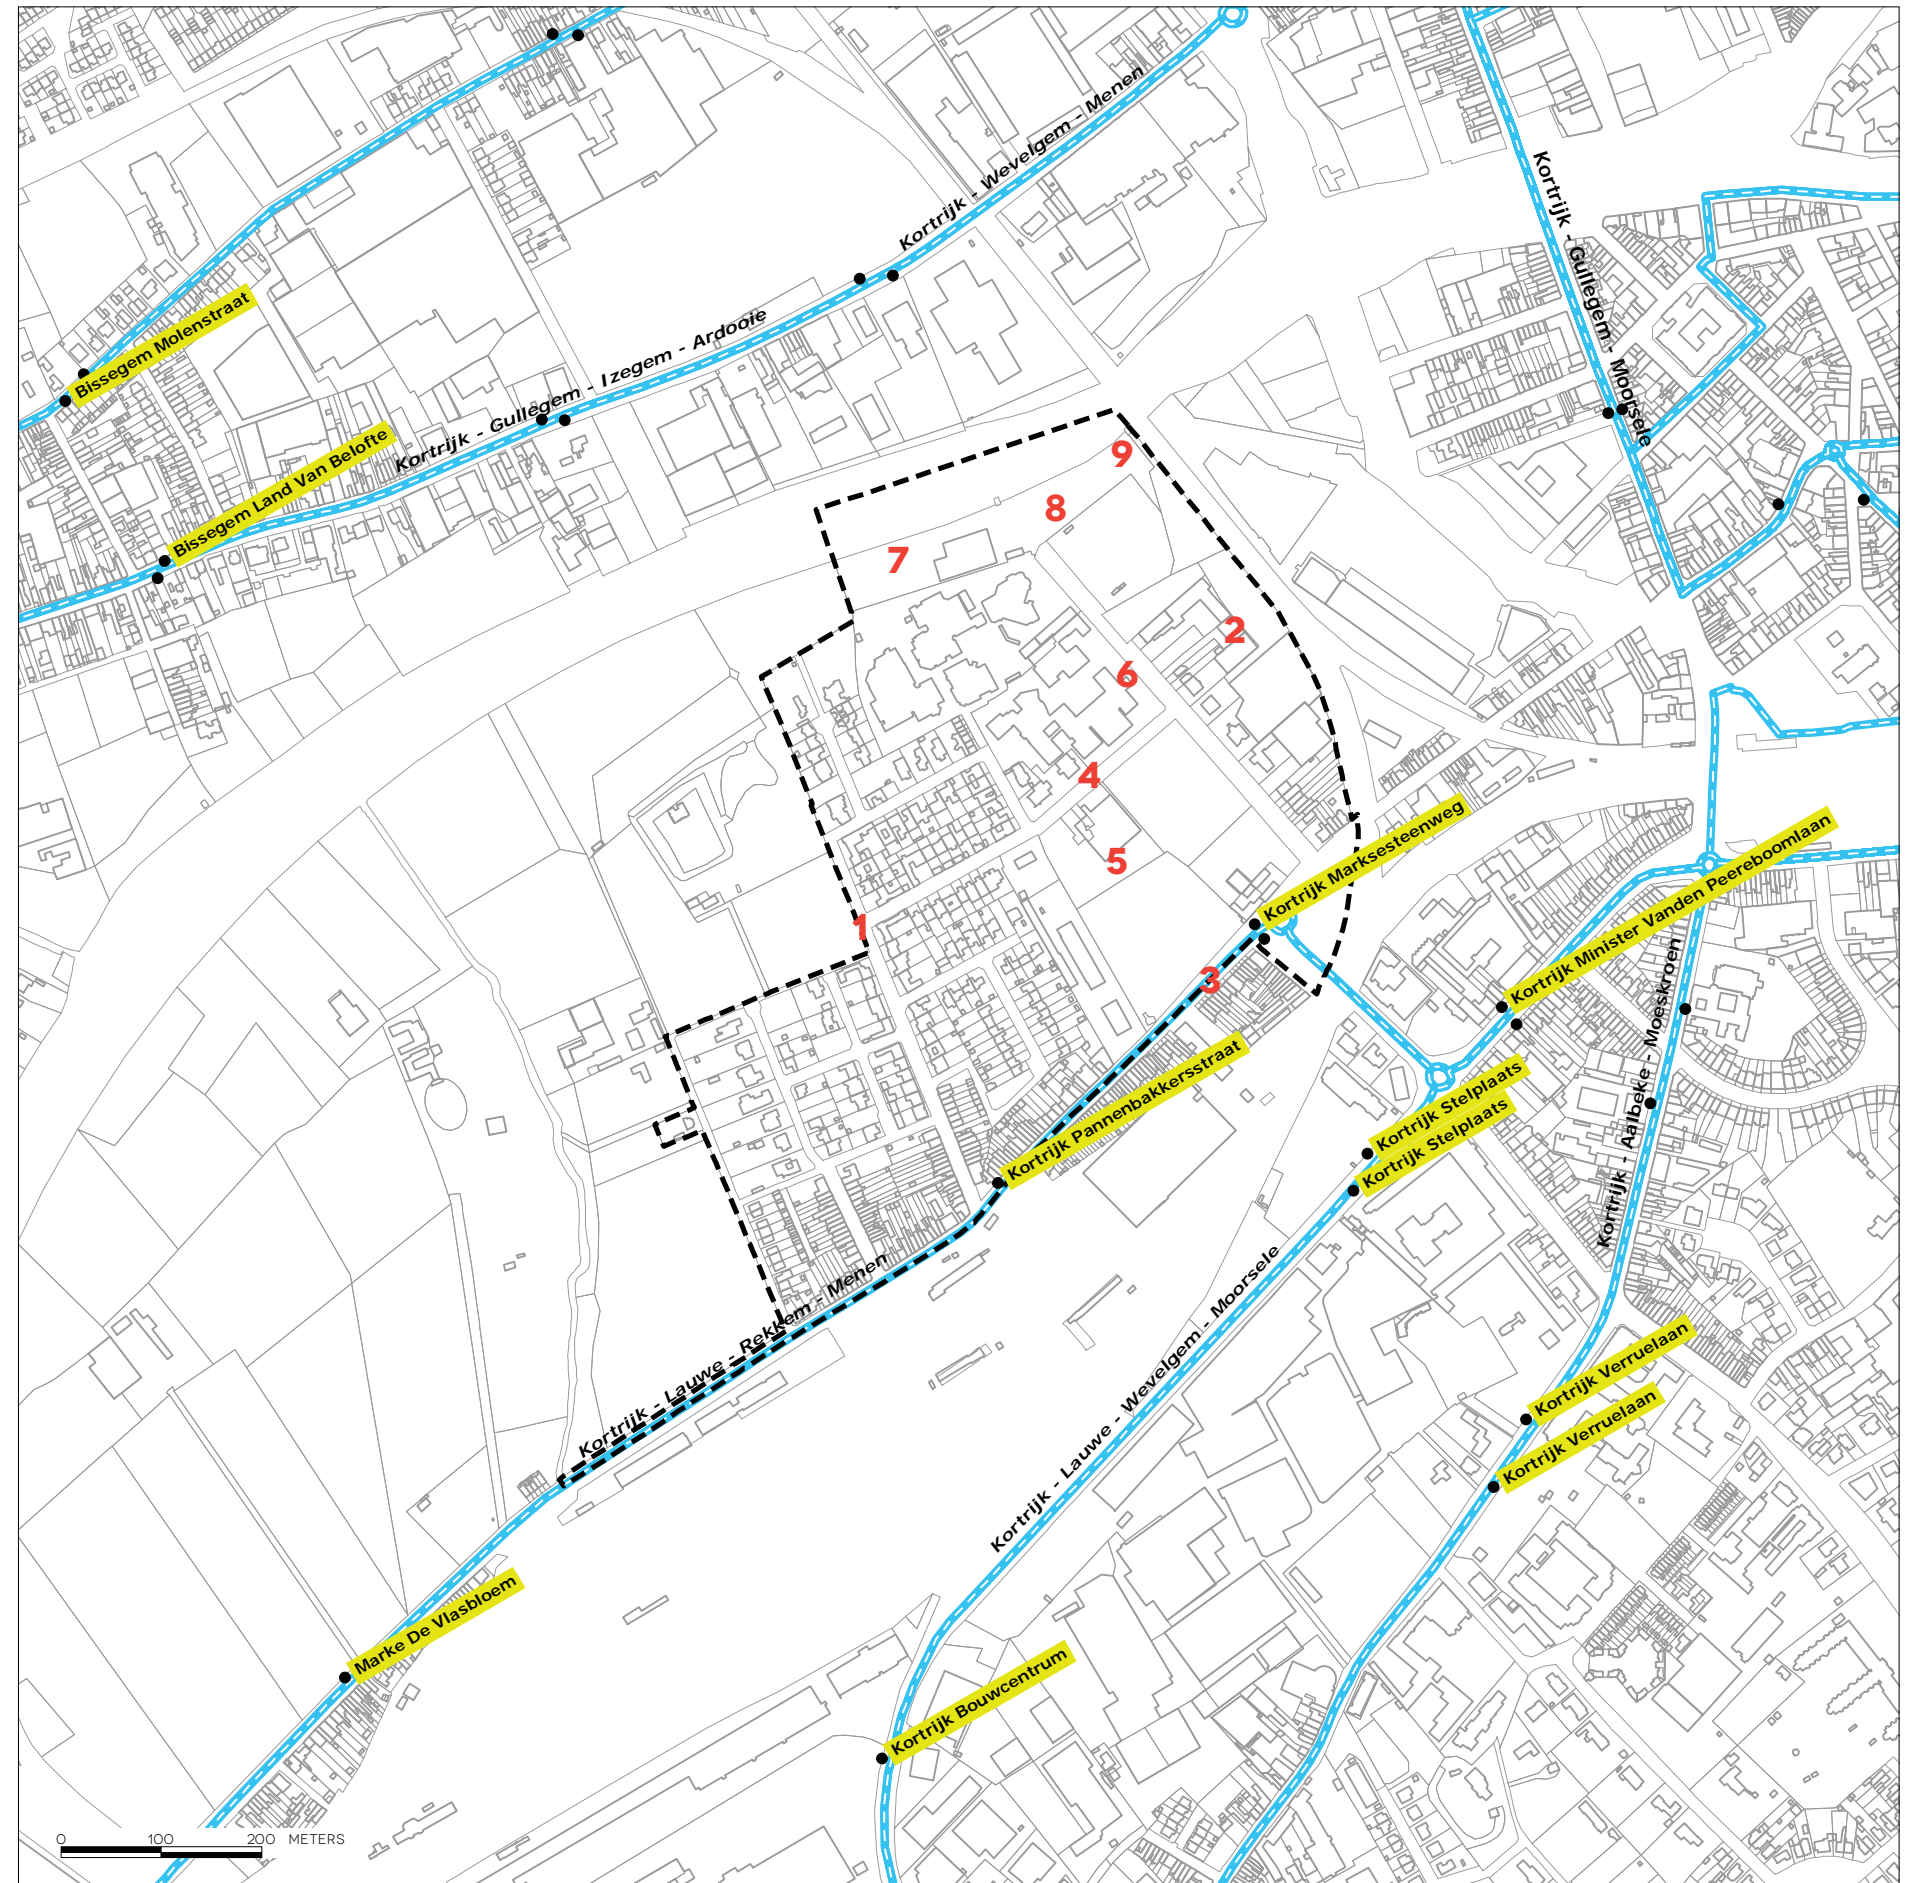 Kortrijk - Wevelgem - Menen
Kortrijk - Gullegem - Moorsele
Bissegem Molenstraat
Kortrijk - Gullegem - Izegem - Ardooie
Bissegem Land Van Belofte
9
8
7
2
6
4
5
1
3
Kortrijk Marksesteenweg
Kortrijk Minister Vanden Peereboomlaan
Kortrijk - Aalbeke - Moeskroen
Kortrijk Pannenbakkersstraat
Kortrijk Stelplaats
Kortrijk Stelplaats
Kortrijk - Lauwe - Rekkem - Menen
Kortrijk - Lauwe - Wevelgem - Moorsele
Kortrijk Verruelaan
Kortrijk Verruelaan
Marke De Vlasbloem
Kortrijk Bouwcentrum
0 100 200 METERS